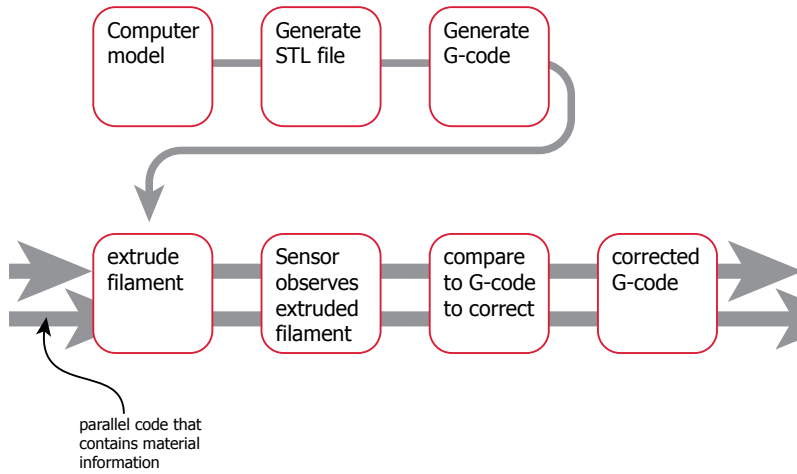 Computer
model
Generate
STL file
Generate
G-code
extrude
filament
Sensor
observes
extruded
filament
compare
to G-code
to correct
corrected
G-code
parallel code that
contains material
information